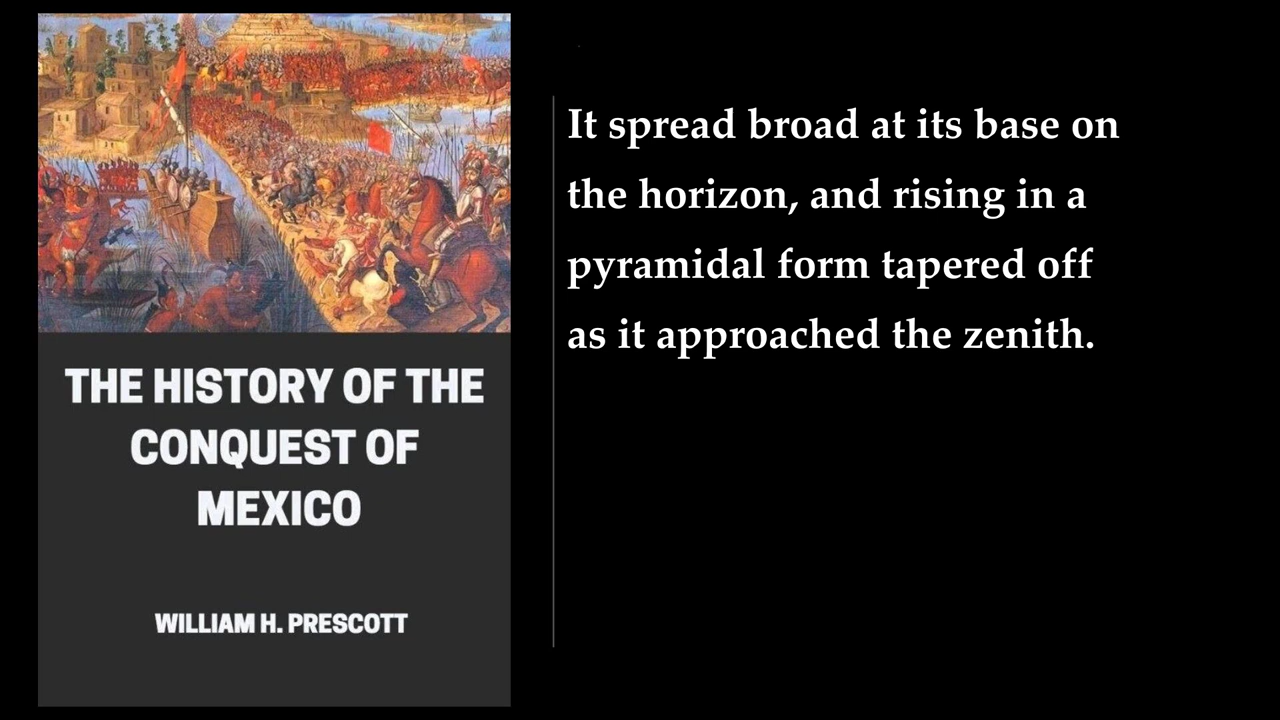 THE HISTORY OF THE
CONQUEST OF
MEXICO
WILLIAM H. PRESCOTT
It spread broad at its base on
the horizon, and rising in a
pyramidal form tapered off
as it approached the zenith.